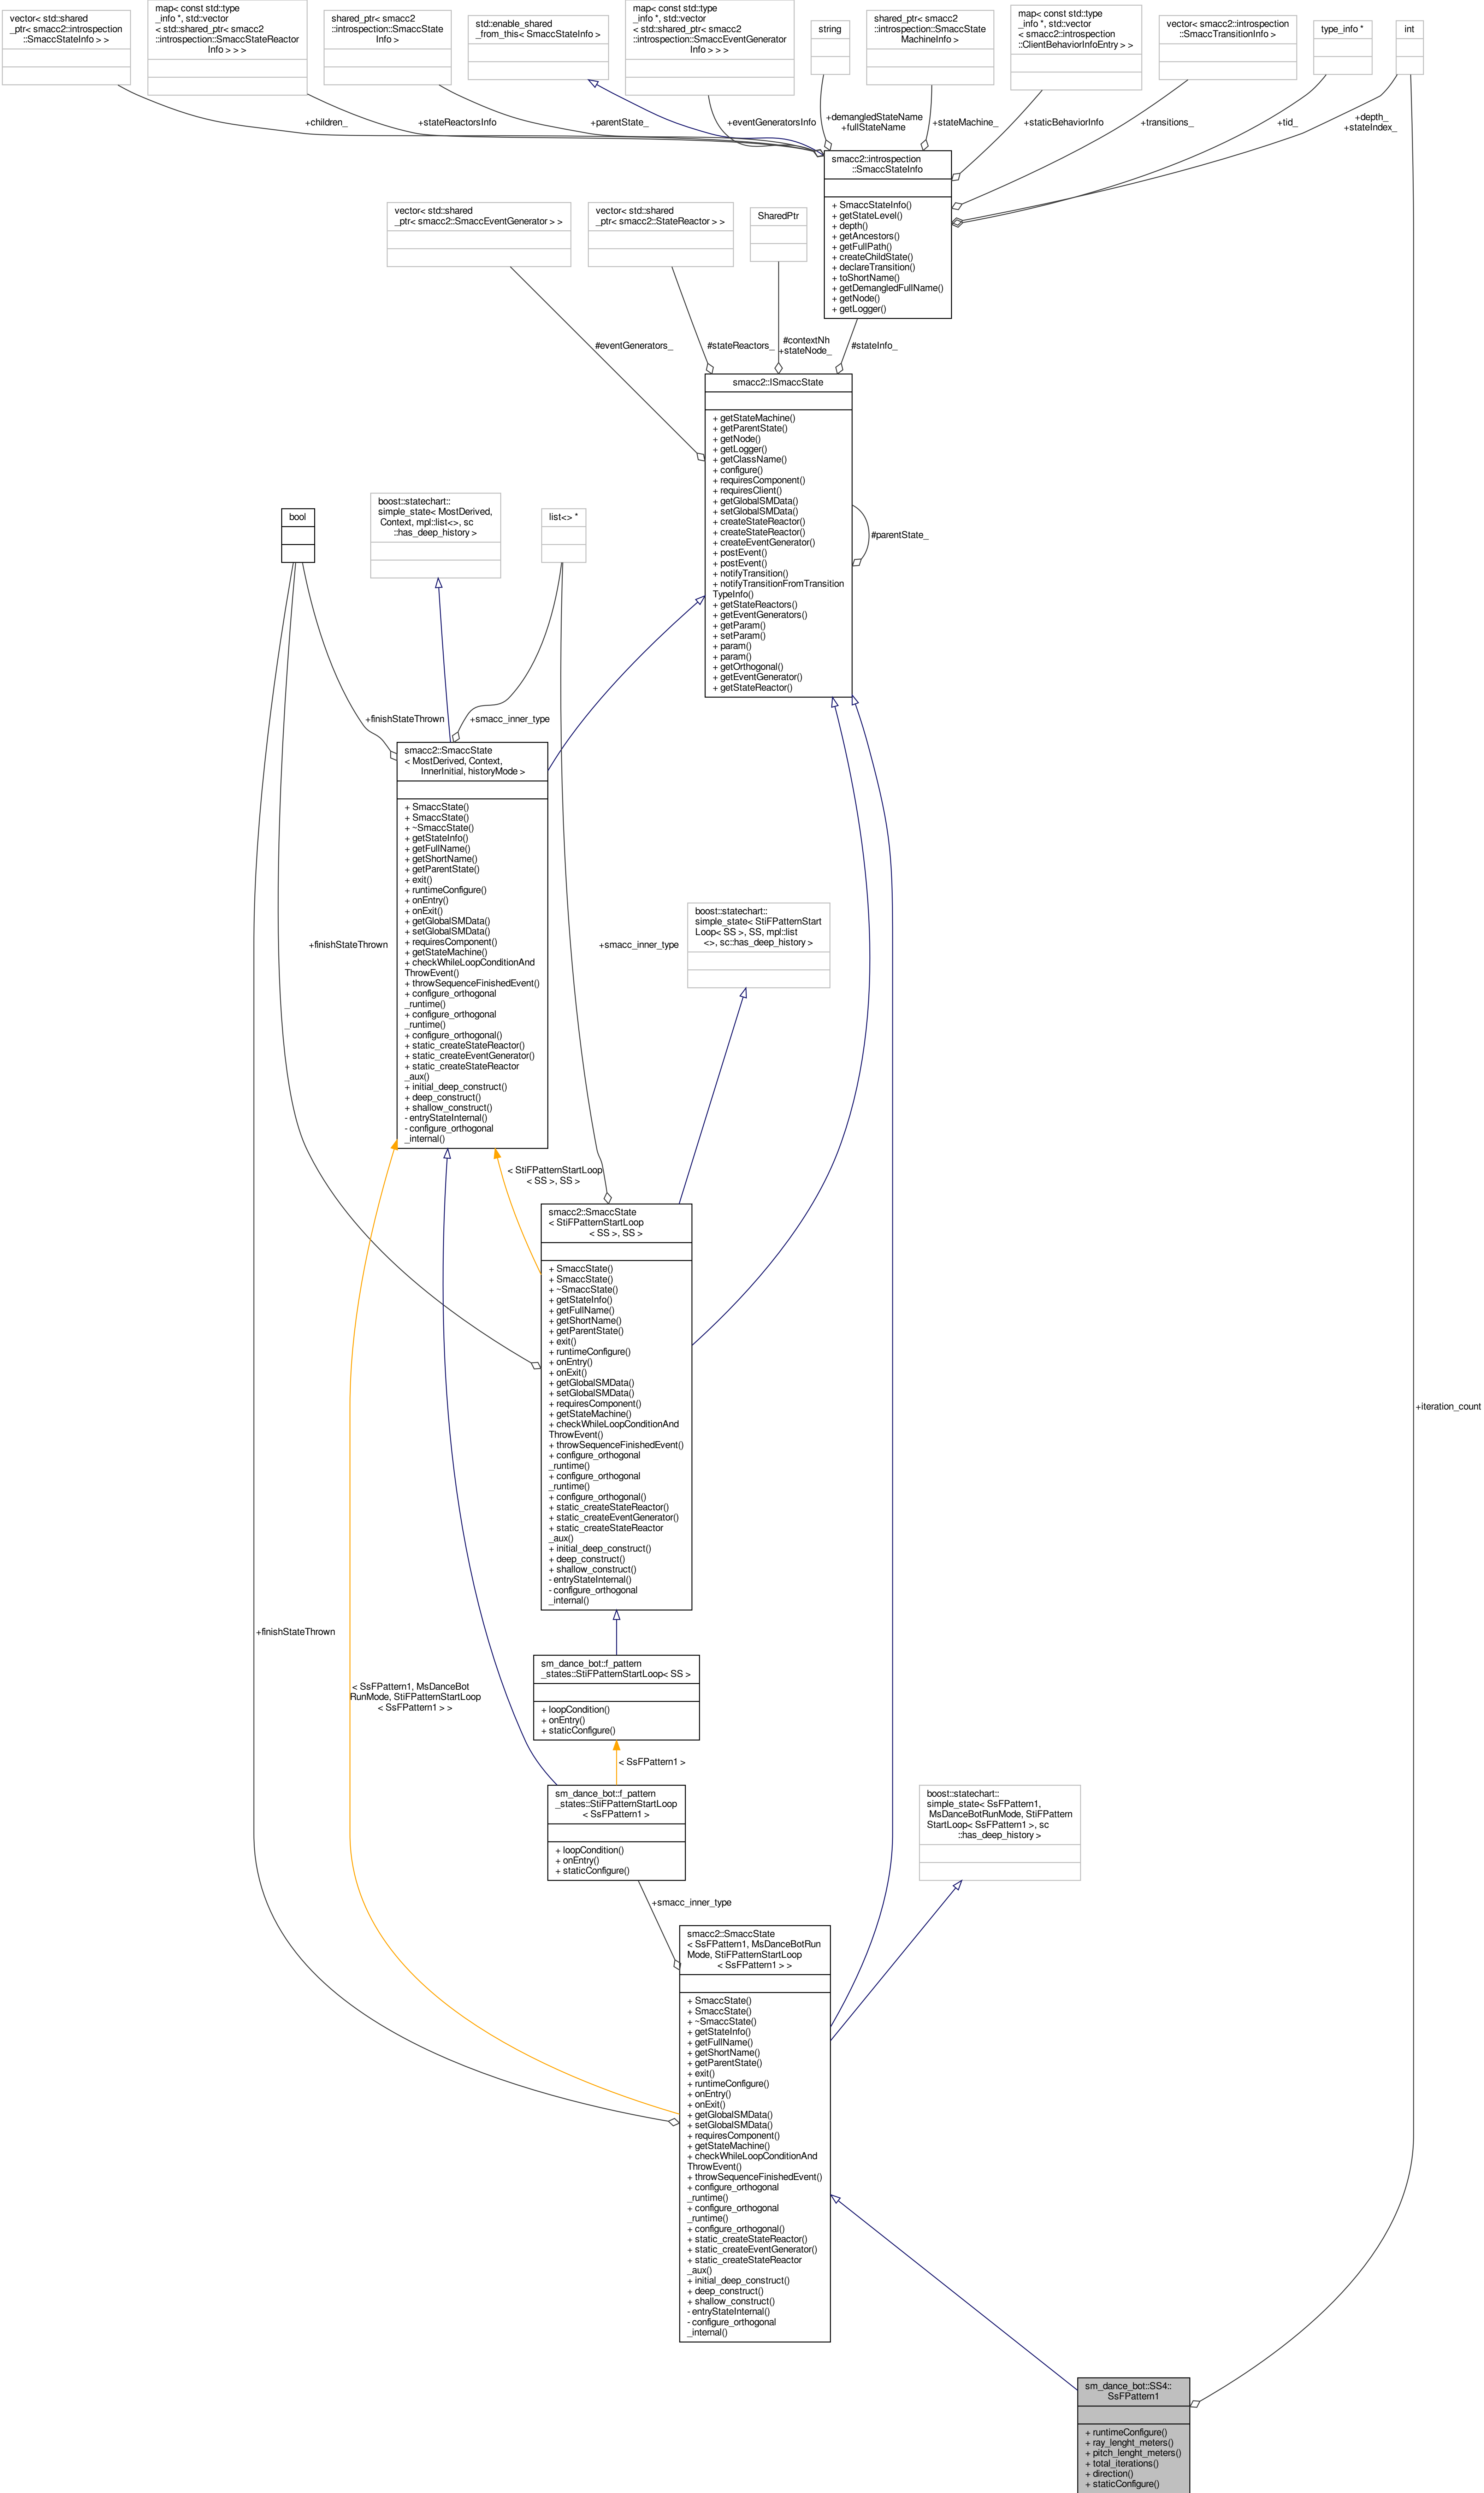 vector< std::shared
_ptr< smacc2::introspection
::SmaccStateInfo > >
map< const std::type
_info *, std::vector
< std::shared_ptr< smacc2
::introspection::SmaccStateReactor
Info > > >
shared_ptr< smacc2
::introspection::SmaccState
Info >
std::enable_shared
_from_this< SmaccStateInfo >
map< const std::type
_info *, std::vector
< std::shared_ptr< smacc2
::introspection::SmaccEventGenerator
Info > > >
string
shared_ptr< smacc2
::introspection::SmaccState
MachineInfo >
map< const std::type
_info *, std::vector
< smacc2::introspection
::ClientBehaviorInfoEntry > >
vector< smacc2::introspection
::SmaccTransitionInfo >
type_info *
int
+children_
+stateReactorsInfo
+parentState_
+eventGeneratorsInfo
+demangledStateName
+fullStateName
+stateMachine_
+staticBehaviorInfo
+transitions_
+tid_
+depth_
+stateIndex_
smacc2::introspection
::SmaccStateInfo
+ SmaccStateInfo()
+ getStateLevel()
+ depth()
+ getAncestors()
+ getFullPath()
+ createChildState()
+ declareTransition()
+ toShortName()
+ getDemangledFullName()
+ getNode()
+ getLogger()
vector< std::shared
_ptr< smacc2::SmaccEventGenerator > >
vector< std::shared
_ptr< smacc2::StateReactor > >
SharedPtr
#eventGenerators_
#stateReactors_
#contextNh
+stateNode_
#stateInfo_
smacc2::ISmaccState
+ getStateMachine()
+ getParentState()
+ getNode()
+ getLogger()
+ getClassName()
+ configure()
+ requiresComponent()
+ requiresClient()
+ getGlobalSMData()
+ setGlobalSMData()
+ createStateReactor()
+ createStateReactor()
+ createEventGenerator()
+ postEvent()
+ postEvent()
+ notifyTransition()
+ notifyTransitionFromTransition
TypeInfo()
+ getStateReactors()
+ getEventGenerators()
+ getParam()
+ setParam()
+ param()
+ param()
+ getOrthogonal()
+ getEventGenerator()
+ getStateReactor()
#parentState_
bool
boost::statechart::
simple_state< MostDerived,
Context, mpl::list<>, sc
::has_deep_history >
list<> *
+finishStateThrown
+smacc_inner_type
smacc2::SmaccState
< MostDerived, Context,
InnerInitial, historyMode >
+ SmaccState()
+ SmaccState()
+ ~SmaccState()
+ getStateInfo()
+ getFullName()
+ getShortName()
+ getParentState()
+ exit()
+ runtimeConfigure()
+ onEntry()
+ onExit()
+ getGlobalSMData()
+ setGlobalSMData()
+ requiresComponent()
+ getStateMachine()
+ checkWhileLoopConditionAnd
ThrowEvent()
+ throwSequenceFinishedEvent()
+ configure_orthogonal
_runtime()
+ configure_orthogonal
_runtime()
+ configure_orthogonal()
+ static_createStateReactor()
+ static_createEventGenerator()
+ static_createStateReactor
_aux()
+ initial_deep_construct()
+ deep_construct()
+ shallow_construct()
- entryStateInternal()
- configure_orthogonal
_internal()
+finishStateThrown
+smacc_inner_type
boost::statechart::
simple_state< StiFPatternStart
Loop< SS >, SS, mpl::list
<>, sc::has_deep_history >
< StiFPatternStartLoop
< SS >, SS >
smacc2::SmaccState
< StiFPatternStartLoop
< SS >, SS >
+ SmaccState()
+ SmaccState()
+ ~SmaccState()
+ getStateInfo()
+ getFullName()
+ getShortName()
+ getParentState()
+ exit()
+ runtimeConfigure()
+ onEntry()
+ onExit()
+ getGlobalSMData()
+ setGlobalSMData()
+ requiresComponent()
+ getStateMachine()
+ checkWhileLoopConditionAnd
ThrowEvent()
+ throwSequenceFinishedEvent()
+ configure_orthogonal
_runtime()
+ configure_orthogonal
_runtime()
+ configure_orthogonal()
+ static_createStateReactor()
+ static_createEventGenerator()
+ static_createStateReactor
_aux()
+ initial_deep_construct()
+ deep_construct()
+ shallow_construct()
- entryStateInternal()
- configure_orthogonal
_internal()
+iteration_count
+finishStateThrown
sm_dance_bot::f_pattern
_states::StiFPatternStartLoop< SS >
+ loopCondition()
+ onEntry()
+ staticConfigure()
< SsFPattern1, MsDanceBot
RunMode, StiFPatternStartLoop
< SsFPattern1 > >
< SsFPattern1 >
sm_dance_bot::f_pattern
_states::StiFPatternStartLoop
< SsFPattern1 >
+ loopCondition()
+ onEntry()
+ staticConfigure()
boost::statechart::
simple_state< SsFPattern1,
MsDanceBotRunMode, StiFPattern
StartLoop< SsFPattern1 >, sc
::has_deep_history >
+smacc_inner_type
smacc2::SmaccState
< SsFPattern1, MsDanceBotRun
Mode, StiFPatternStartLoop
< SsFPattern1 > >
+ SmaccState()
+ SmaccState()
+ ~SmaccState()
+ getStateInfo()
+ getFullName()
+ getShortName()
+ getParentState()
+ exit()
+ runtimeConfigure()
+ onEntry()
+ onExit()
+ getGlobalSMData()
+ setGlobalSMData()
+ requiresComponent()
+ getStateMachine()
+ checkWhileLoopConditionAnd
ThrowEvent()
+ throwSequenceFinishedEvent()
+ configure_orthogonal
_runtime()
+ configure_orthogonal
_runtime()
+ configure_orthogonal()
+ static_createStateReactor()
+ static_createEventGenerator()
+ static_createStateReactor
_aux()
+ initial_deep_construct()
+ deep_construct()
+ shallow_construct()
- entryStateInternal()
- configure_orthogonal
_internal()
sm_dance_bot::SS4::
SsFPattern1
+ runtimeConfigure()
+ ray_lenght_meters()
+ pitch_lenght_meters()
+ total_iterations()
+ direction()
+ staticConfigure()